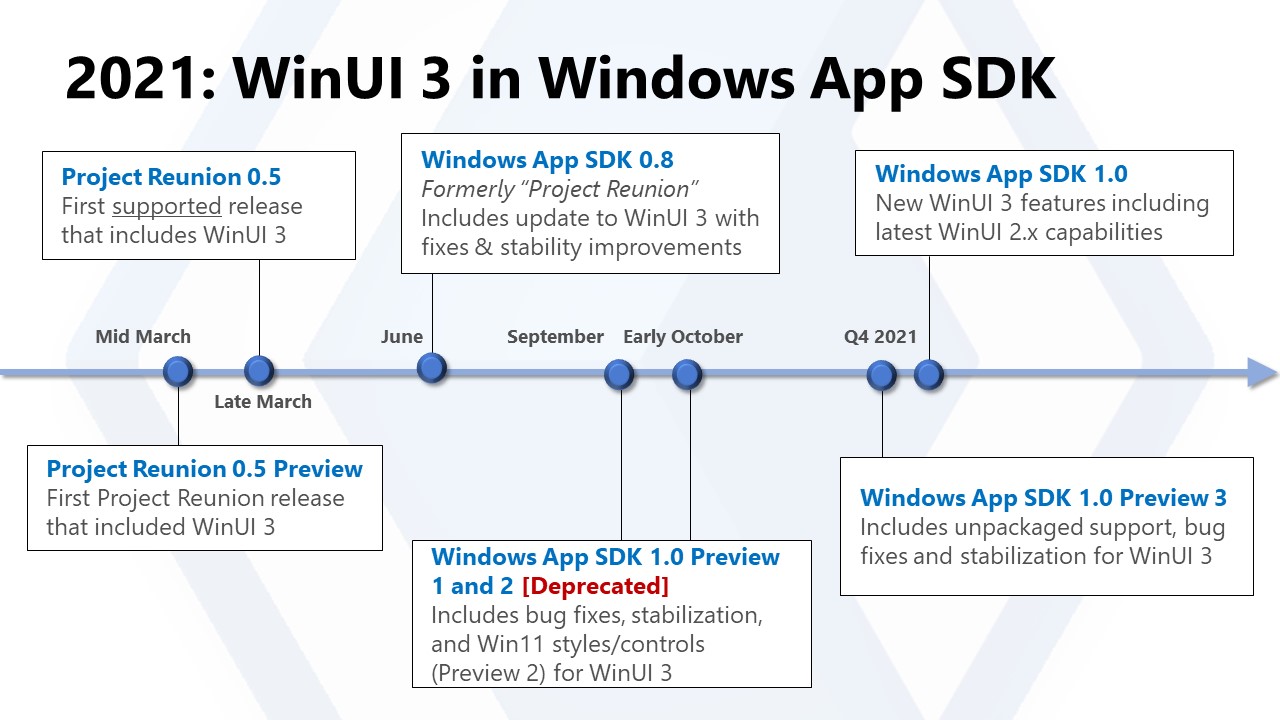 2021: WinUI 3 in Windows App SDK
Project Reunion 0.5
First supported release
that includes WinUI 3
Windows App SDK 0.8
Formerly “Project Reunion”
Includes update to WinUI 3 with
fixes & stability improvements
Windows App SDK 1.0
New WinUI 3 features including
latest WinUI 2.x capabilities
Mid March
June
September
Early October
Q4 2021
Late March
Project Reunion 0.5 Preview
First Project Reunion release
that included WinUI 3
Windows App SDK 1.0 Preview
1 and 2 [Deprecated]
Includes bug fixes, stabilization,
and Win11 styles/controls
(Preview 2) for WinUI 3
Windows App SDK 1.0 Preview 3
Includes unpackaged support, bug
fixes and stabilization for WinUI 3